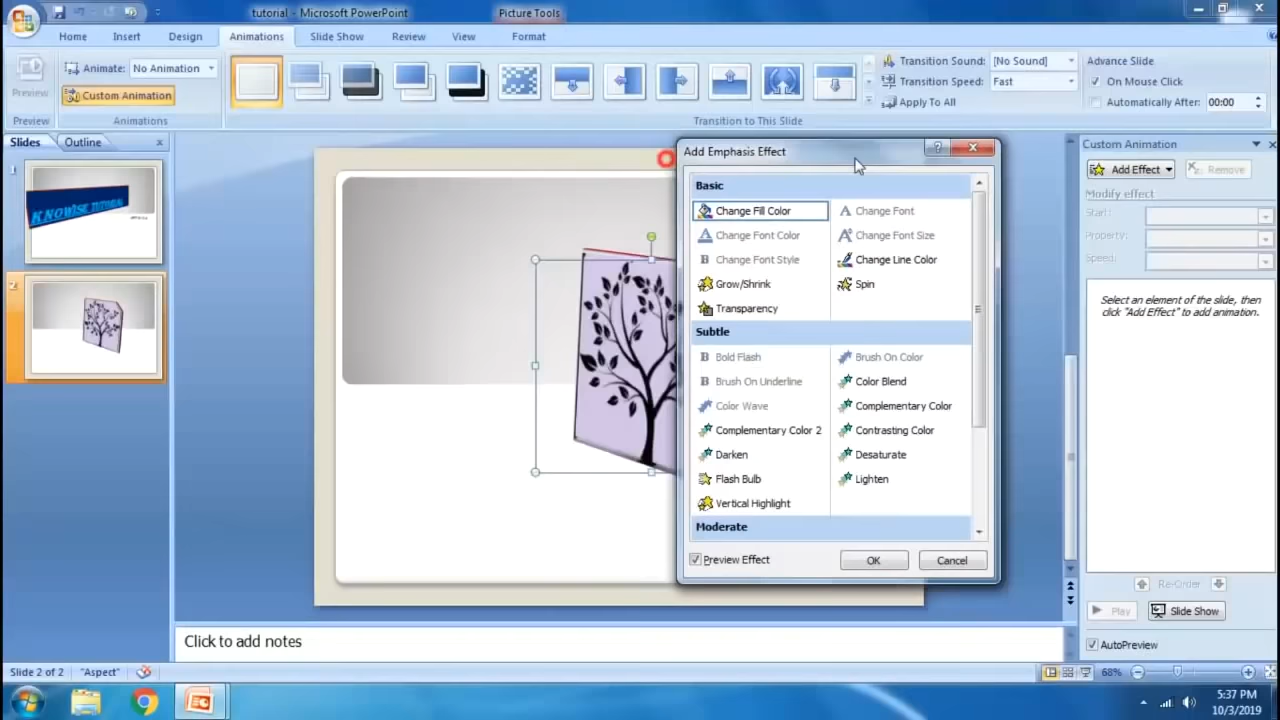 tutorial - Microsoft PowerPoint
Picture Tools
Home
Insert
Design
Animations
Slide Show
Review
View
Format
Preview
Animate:
No Animation
Custom Animation
Transition Sound:
[No Sound]
Transition Speed:
Fast
Apply To All
Advance Slide
On Mouse Click
Automatically After:
00:00
Preview
Animations
Transition to This Slide
Slides
Outline
1
KNOWISE TUTORIAL
2
Add Emphasis Effect
Basic
Change Fill Color
Change Font
Change Font Color
Change Font Size
Change Font Style
Change Line Color
Grow/Shrink
Spin
Transparency
Subtle
Bold Flash
Brush On Color
Brush On Underline
Color Blend
Color Wave
Complementary Color
Complementary Color 2
Contrasting Color
Darken
Desaturate
Flash Bulb
Lighten
Vertical Highlight
Moderate
Preview Effect
OK
Cancel
Custom Animation
Add Effect
Remove
Modify effect
Start:
Property:
Speed:
Select an element of the slide, then
click "Add Effect" to add animation.
Re-Order
Play
Slide Show
AutoPreview
Click to add notes
Slide 2 of 2
"Aspect"
68%
5:37 PM
10/3/2019